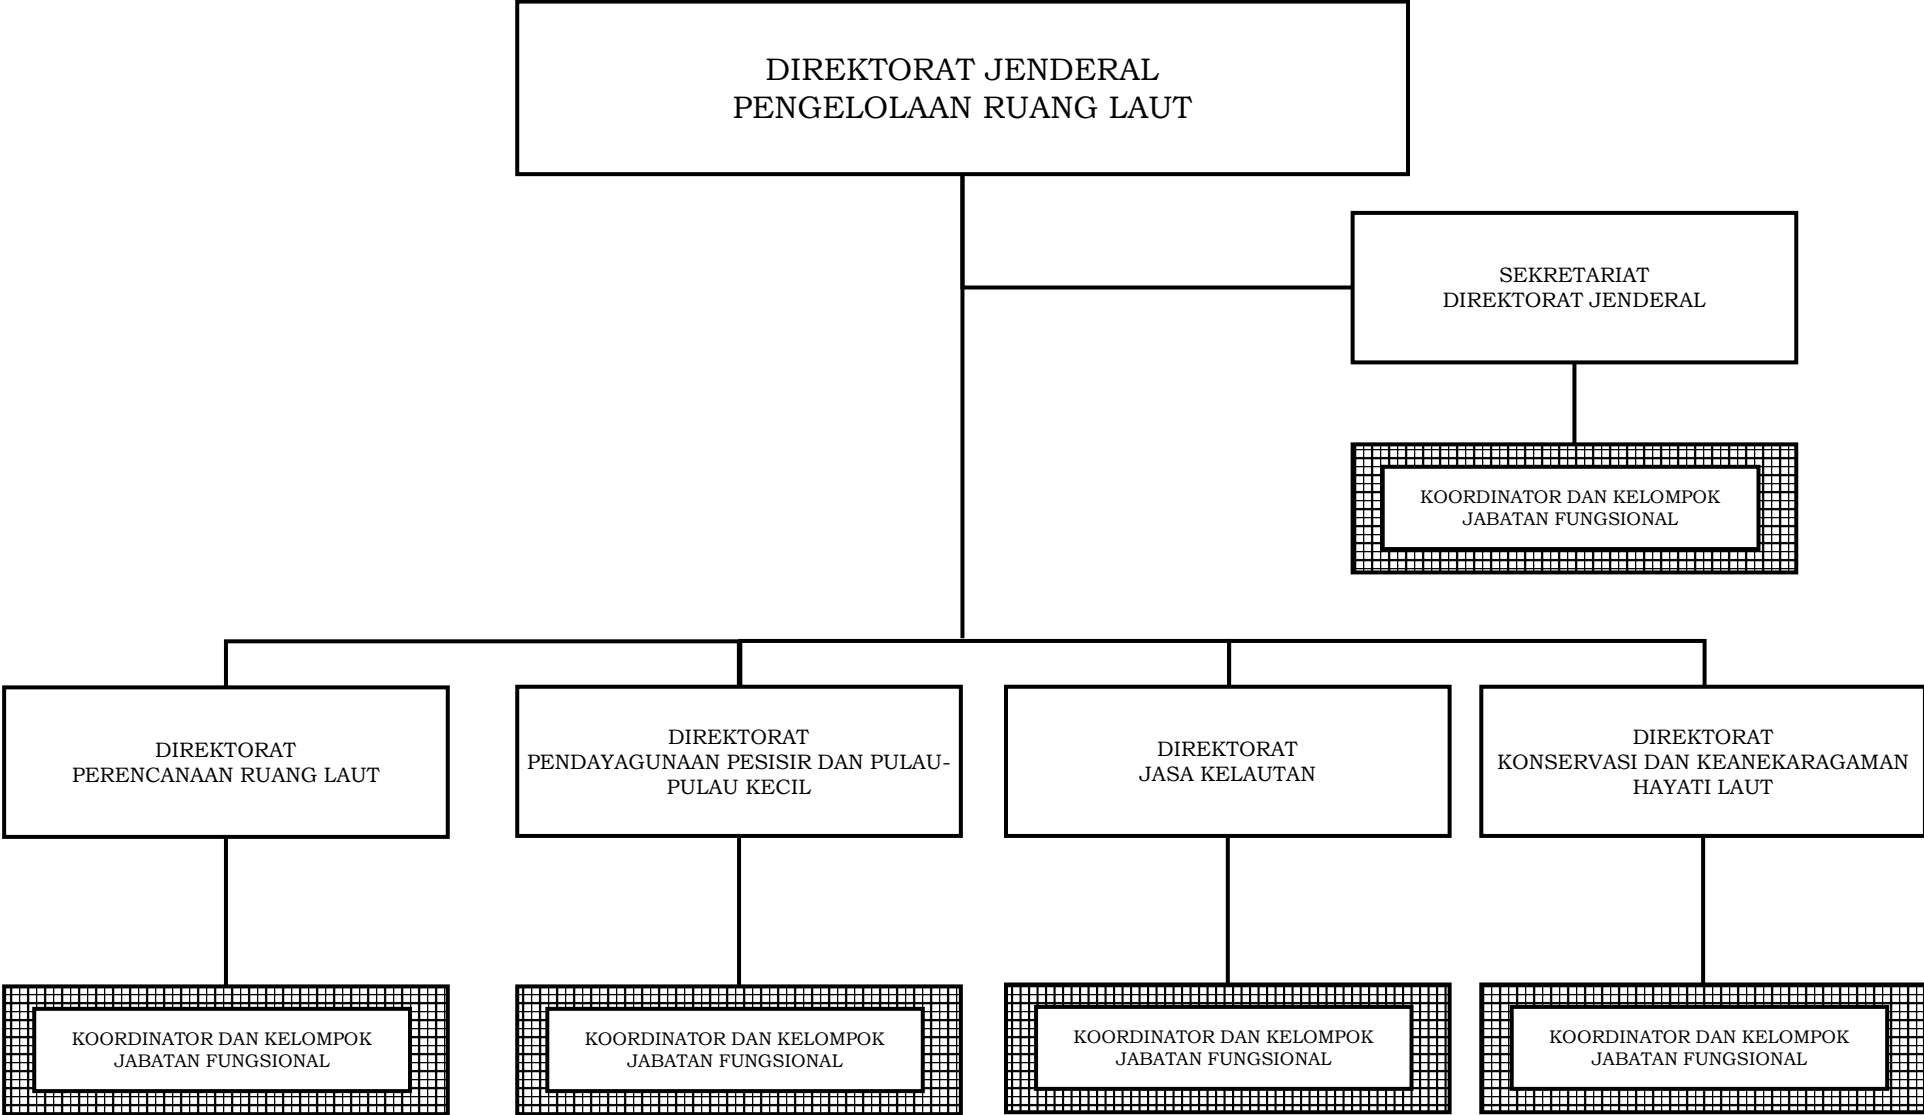 DIREKTORAT JENDERAL
PENGELOLAAN RUANG LAUT
SEKRETARIAT
DIREKTORAT JENDERAL
KOORDINATOR DAN KELOMPOK
JABATAN FUNGSIONAL
DIREKTORAT
PERENCANAAN RUANG LAUT
DIREKTORAT
PENDAYAGUNAAN PESISIR DAN PULAU-
PULAU KECIL
DIREKTORAT
JASA KELAUTAN
DIREKTORAT
KONSERVASI DAN KEANEKARAGAMAN
HAYATI LAUT
KOORDINATOR DAN KELOMPOK
JABATAN FUNGSIONAL
KOORDINATOR DAN KELOMPOK
JABATAN FUNGSIONAL
KOORDINATOR DAN KELOMPOK
JABATAN FUNGSIONAL
KOORDINATOR DAN KELOMPOK
JABATAN FUNGSIONAL